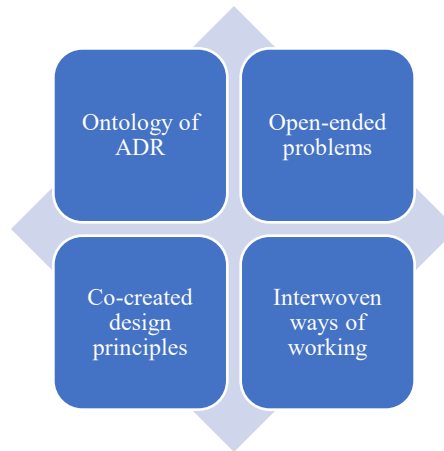 Ontology of
ADR
Open-ended
problems
Co-created
design
principles
Interwoven
ways of
working